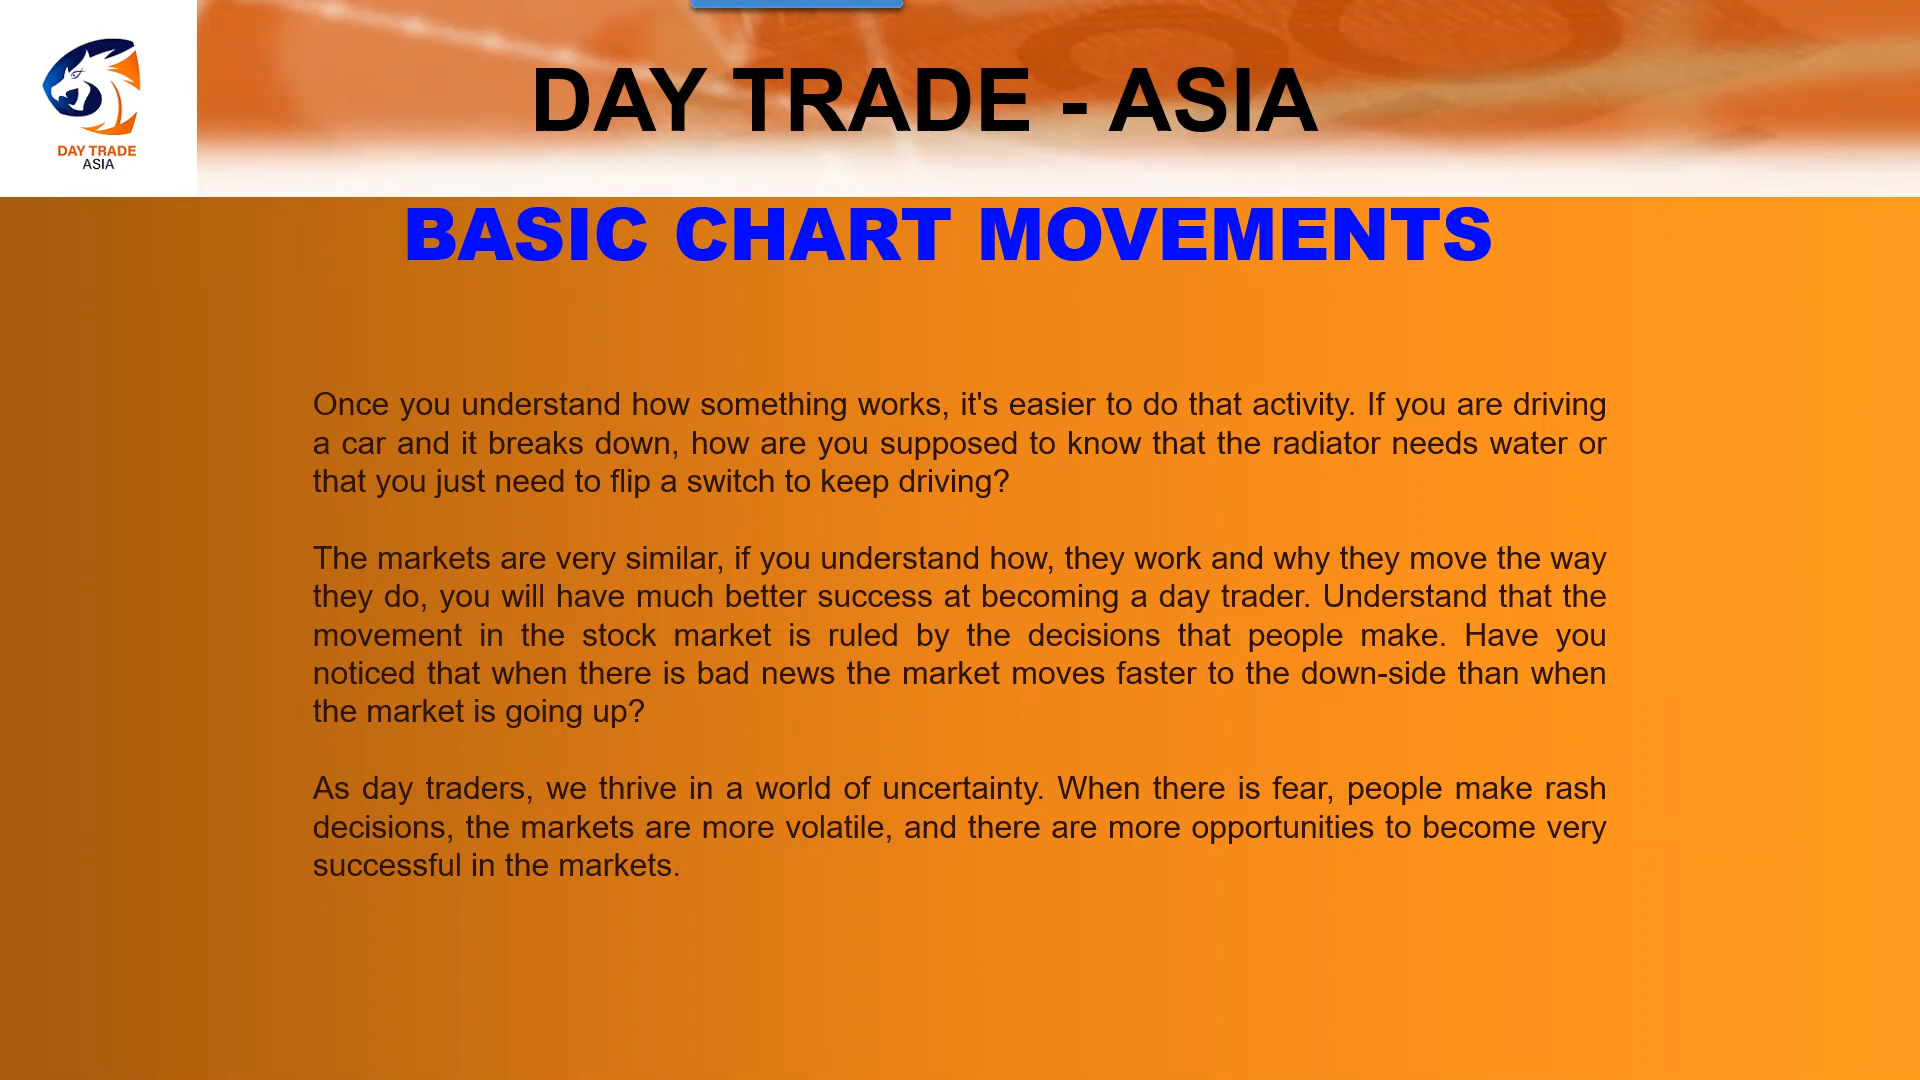 DAY TRADE
ASIA
DAY TRADE - ASIA
BASIC CHART MOVEMENTS
Once you understand how something works, it's easier to do that activity. If you are driving
a car and it breaks down, how are you supposed to know that the radiator needs water or
that you just need to flip a switch to keep driving?
The markets are very similar, if you understand how, they work and why they move the way
they do, you will have much better success at becoming a day trader. Understand that the
movement in the stock market is ruled by the decisions that people make. Have you
noticed that when there is bad news the market moves faster to the down-side than when
the market is going up?
As day traders, we thrive in a world of uncertainty. When there is fear, people make rash
decisions, the markets are more volatile, and there are more opportunities to become very
successful in the markets.